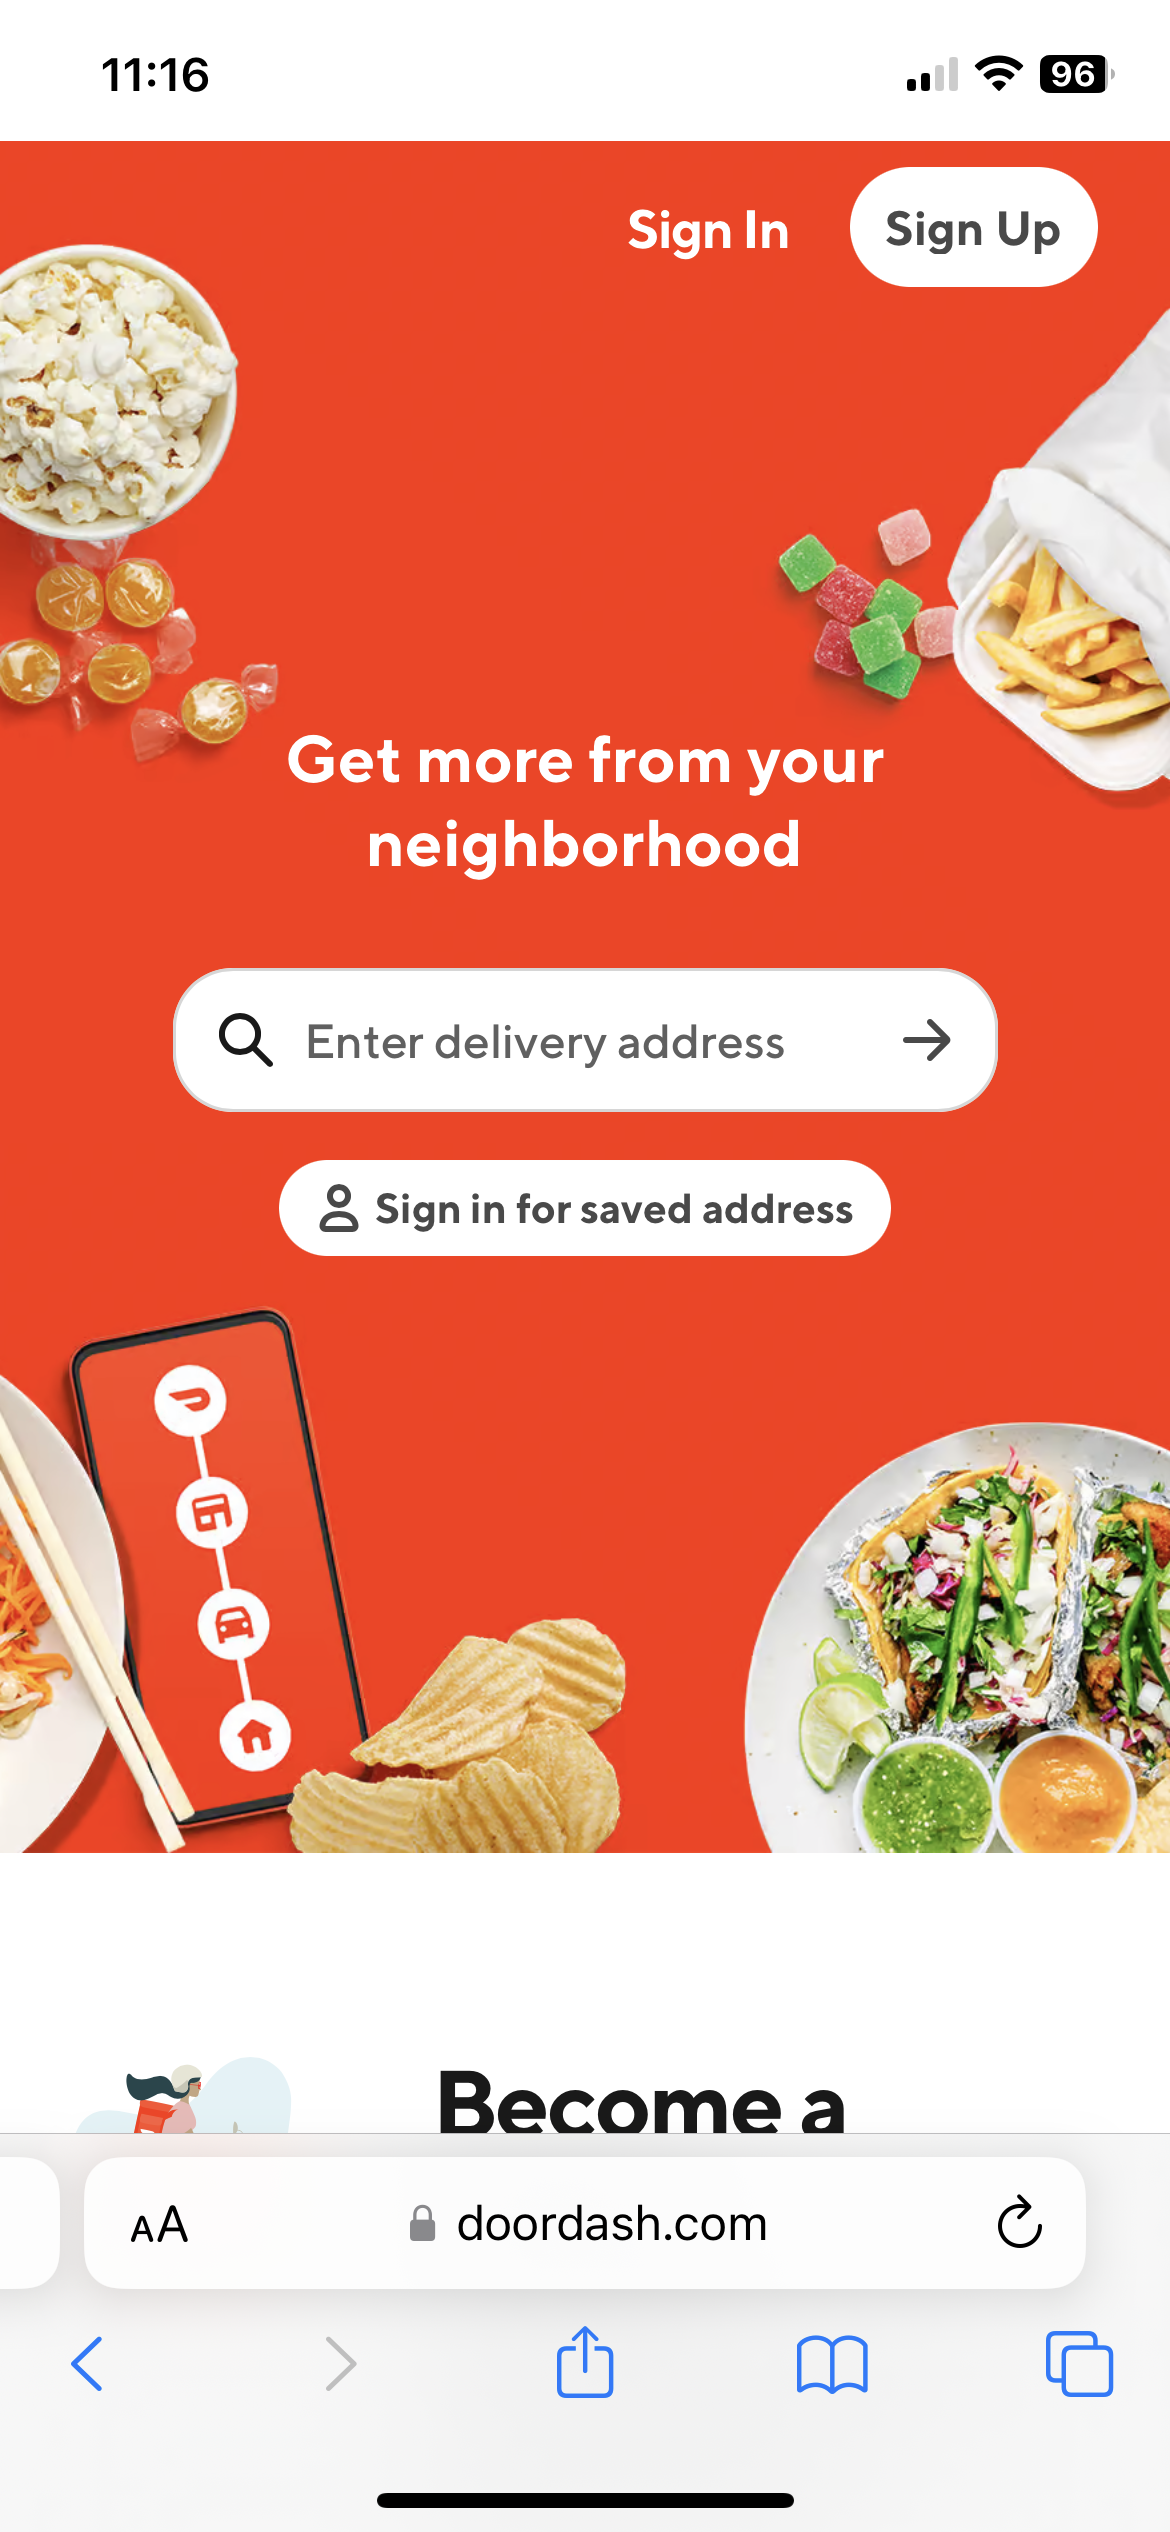 11:16
96
Sign In
Sign Up
Get more from your
neighborhood
Enter delivery address
Sign in for saved address
Become a
AA
doordash.com